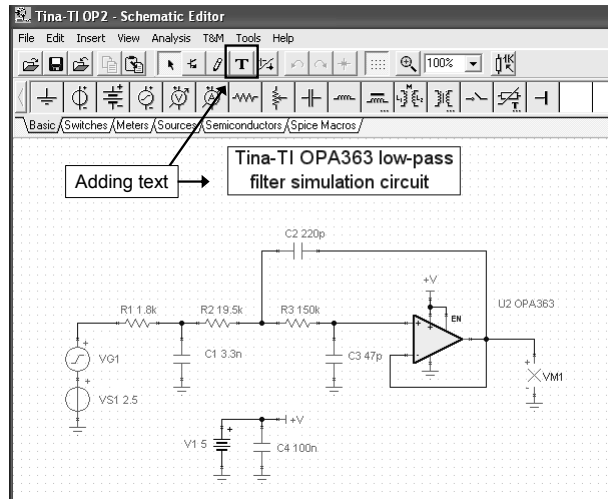 Tina-TI OP2 - Schematic Editor
File Edit Insert View Analysis T&M Tools Help
T 100% 1K
M
T
Basic Switches Meters Sources Semiconductors Spice Macros
Tina-TI OPA363 low-pass
filter simulation circuit
Adding text
C2 220p
+V
U2 OPA363
R1 1.8k R2 19.5k R3 150k
EN
+
+
-
VG1
C1 3.3n
C3 47p
+
VM1
-
VS1 2.5
+V
V1 5
C4 100n